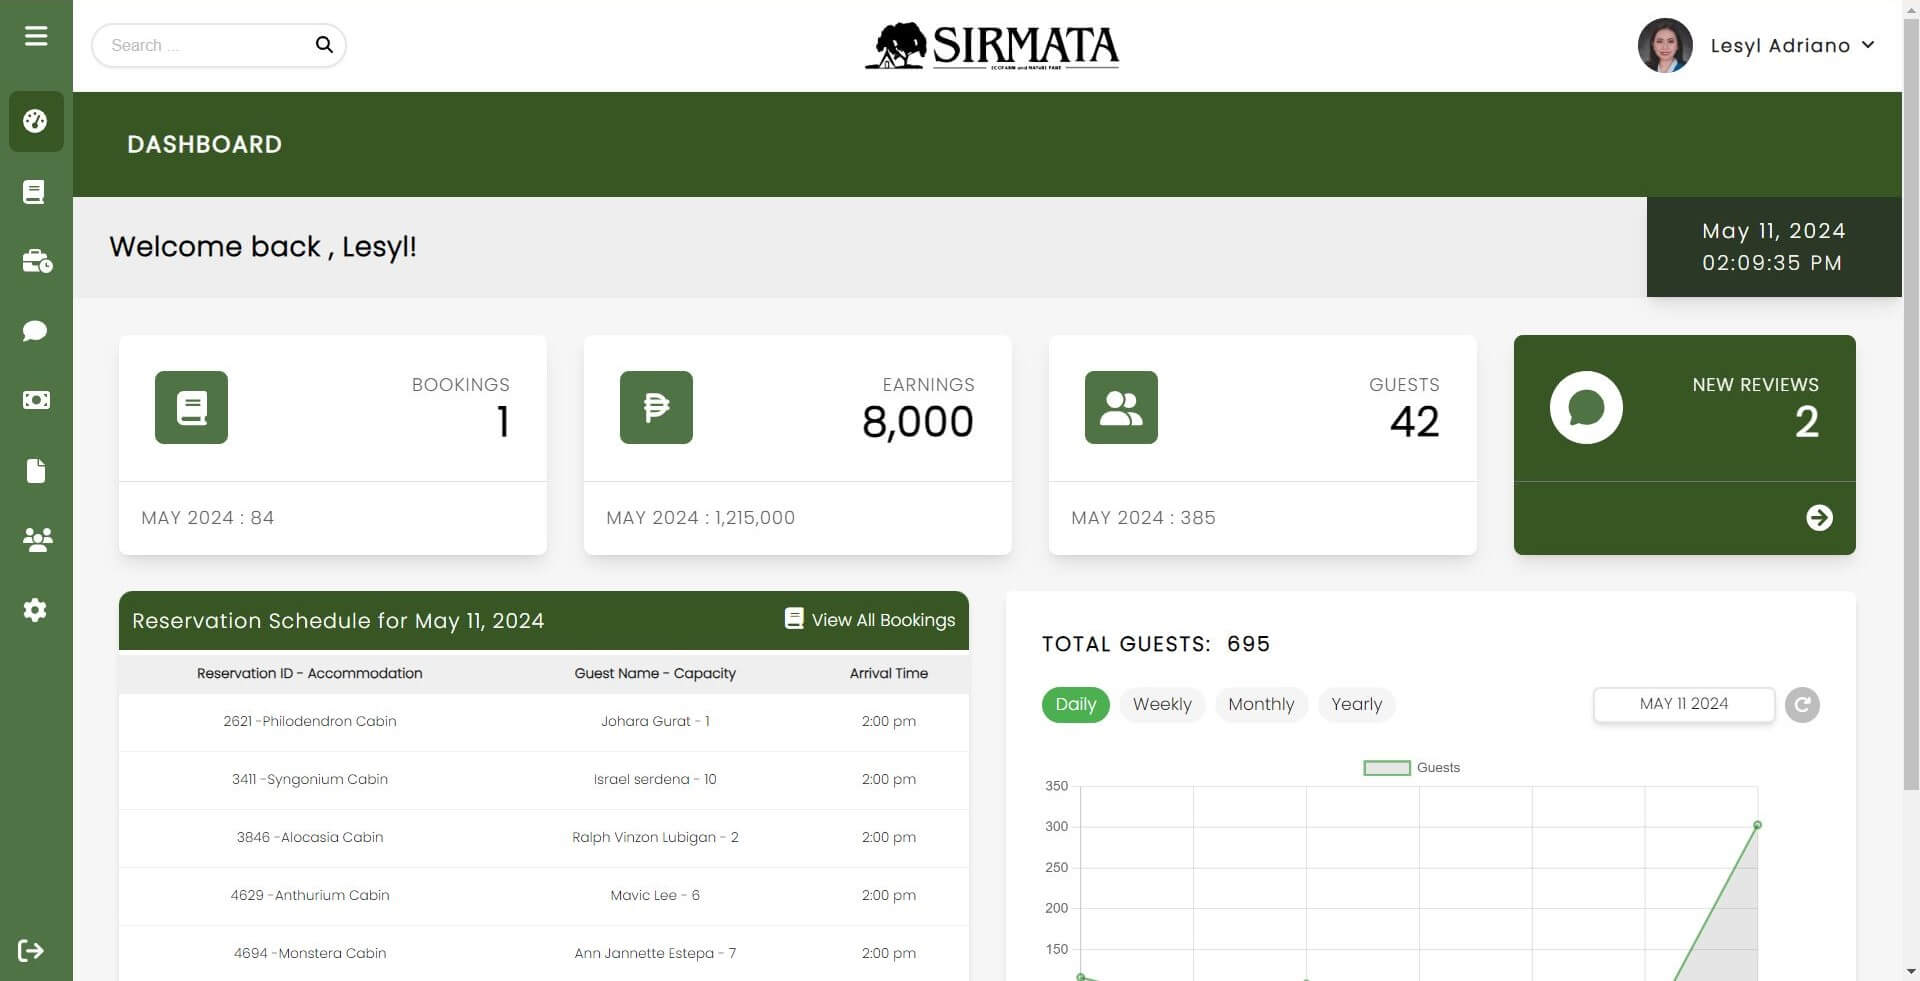 Search ...
SIRMATA
ECOFARM and NATURE PARK
Lesyl Adriano
DASHBOARD
Welcome back , Lesyl!
May 11, 2024
02:09:35 PM
BOOKINGS
1
MAY 2024 : 84
EARNINGS
8,000
MAY 2024 : 1,215,000
GUESTS
42
MAY 2024 : 385
NEW REVIEWS
2
Reservation Schedule for May 11, 2024
View All Bookings
Reservation ID - Accommodation Guest Name - Capacity Arrival Time
2621 -Philodendron Cabin Johara Gurat - 1 2:00 pm
3411 -Syngonium Cabin Israel serdena - 10 2:00 pm
3846 -Alocasia Cabin Ralph Vinzon Lubigan - 2 2:00 pm
4629 -Anthurium Cabin Mavic Lee - 6 2:00 pm
4694 -Monstera Cabin Ann Jannette Estepa - 7 2:00 pm
TOTAL GUESTS: 695
Daily Weekly Monthly Yearly
MAY 11 2024
Guests
350
300
250
200
150